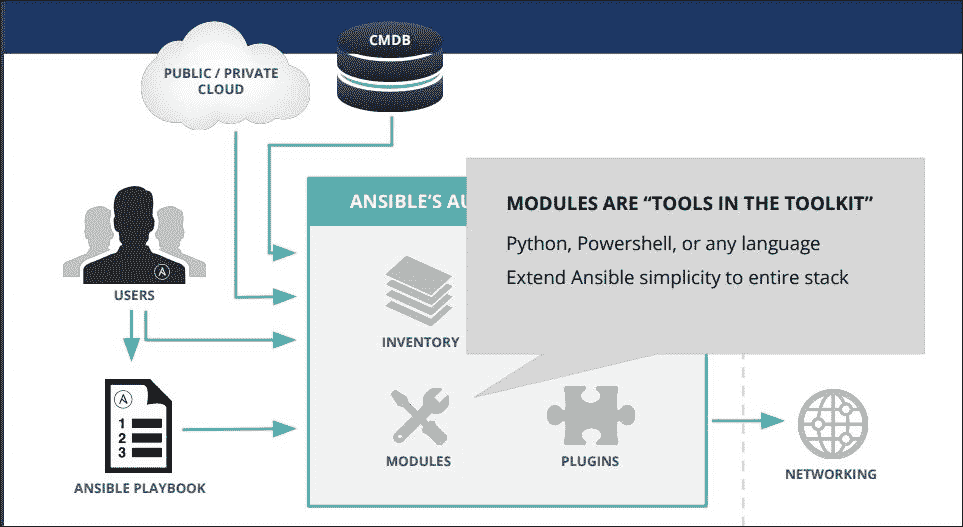 PUBLIC / PRIVATE
CLOUD
CMDB
ANSIBLE'S AU
MODULES ARE “TOOLS IN THE TOOLKIT”
Python, Powershell, or any language
Extend Ansible simplicity to entire stack
A
USERS
INVENTORY
A
1
2
3
ANSIBLE PLAYBOOK
MODULES
PLUGINS
NETWORKING